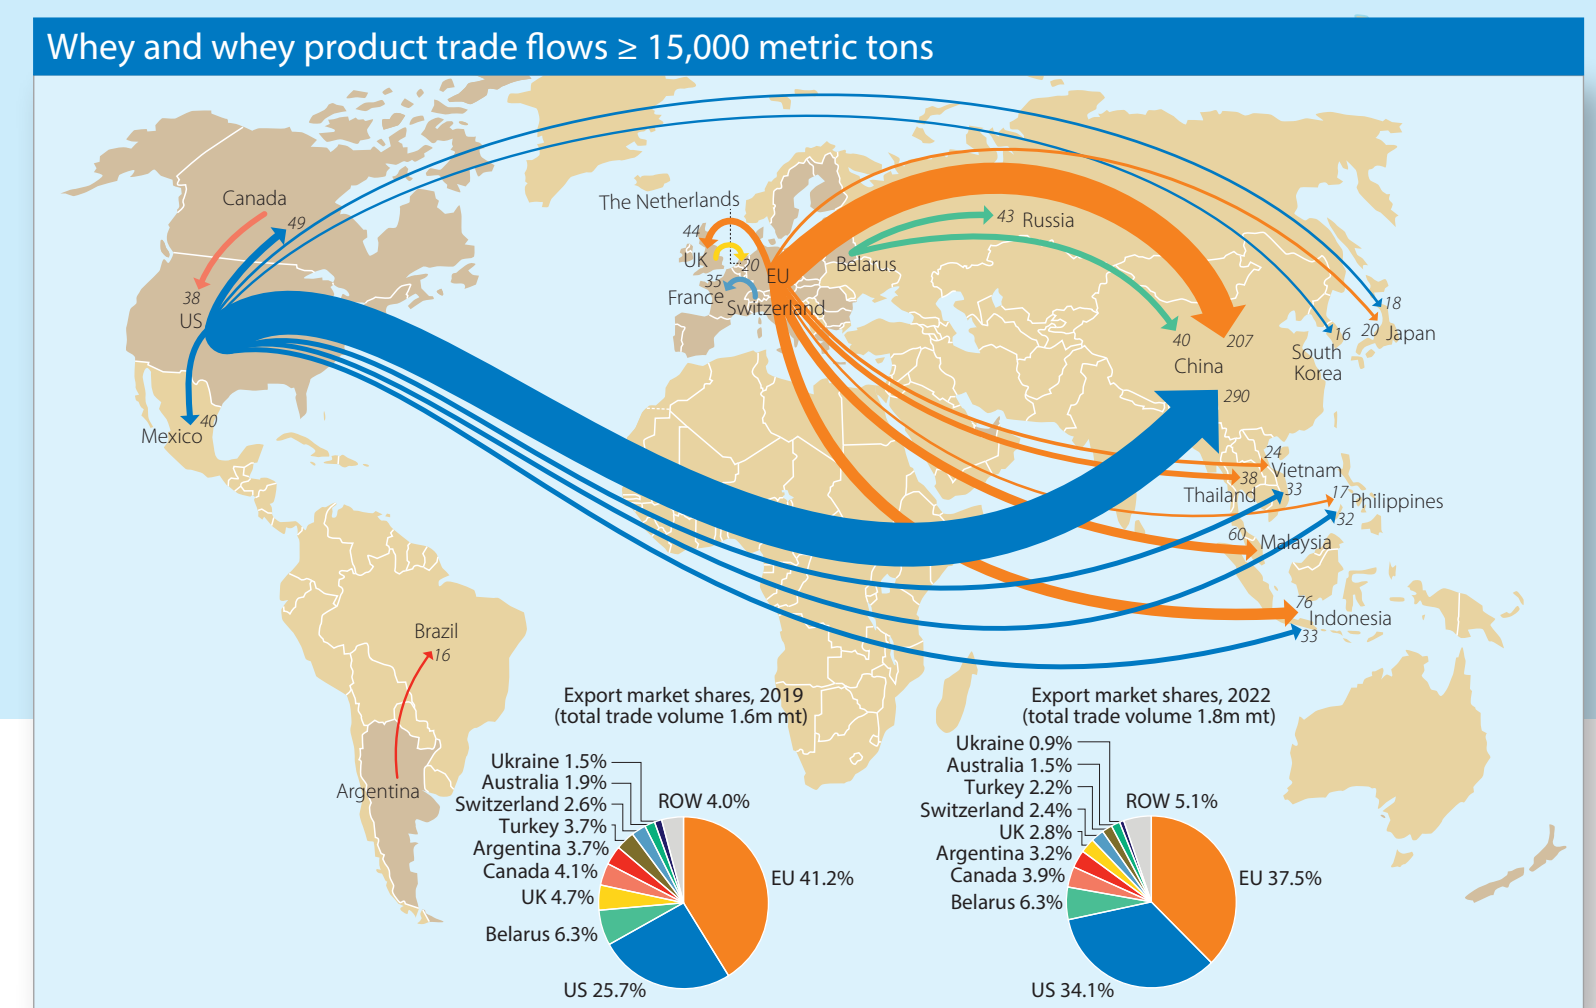 Whey and whey product trade flows ≥ 15,000 metric tons
Canada
49
38
US
40
Mexico
The Netherlands
44
UK
20
EU
35
France
Switzerland
Belarus
43 Russia
40
207
China
290
18
20 Japan
16
South
Korea
24
Vietnam
38
33
Thailand
17
Philippines
32
60
Malaysia
76
Indonesia
33
Brazil
16
Argentina
Export market shares, 2019
(total trade volume 1.6m mt)
Ukraine 1.5%
Australia 1.9%
Switzerland 2.6%
Turkey 3.7%
Argentina 3.7%
Canada 4.1%
UK 4.7%
Belarus 6.3%
US 25.7%
ROW 4.0%
EU 41.2%
Export market shares, 2022
(total trade volume 1.8m mt)
Ukraine 0.9%
Australia 1.5%
Turkey 2.2%
Switzerland 2.4%
UK 2.8%
Argentina 3.2%
Canada 3.9%
Belarus 6.3%
US 34.1%
ROW 5.1%
EU 37.5%